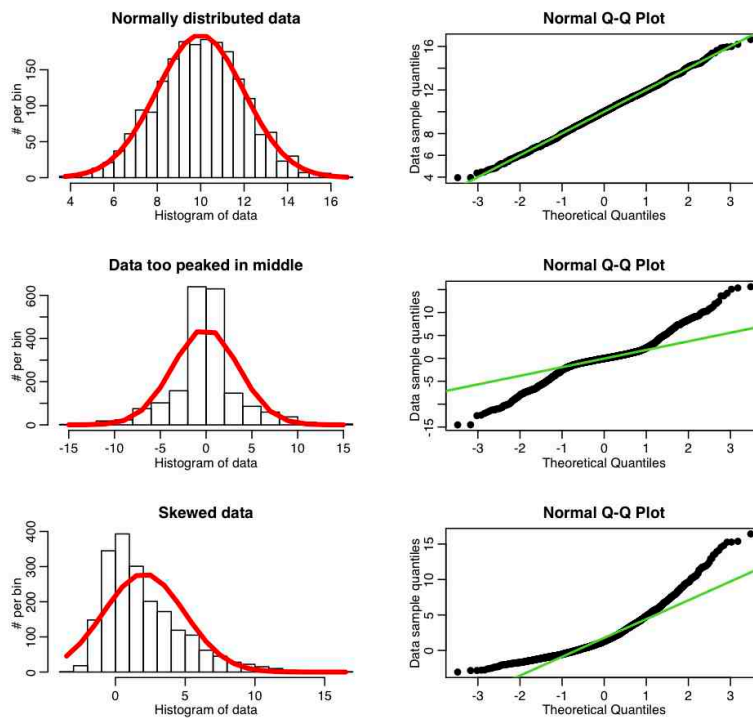 Normally distributed data
# per bin
0 50 100 150
4 6 8 10 12 14 16
Histogram of data
Normal Q-Q Plot
Data sample quantiles
4 6 8 12 16
-3 -2 -1 0 1 2 3
Theoretical Quantiles
Data too peaked in middle
# per bin
0 200 400 600
-15 -10 -5 0 5 10 15
Histogram of data
Normal Q-Q Plot
Data sample quantiles
-15 -5 0 5 15
-3 -2 -1 0 1 2 3
Theoretical Quantiles
Skewed data
# per bin
0 100 200 300 400
0 5 10 15
Histogram of data
Normal Q-Q Plot
Data sample quantiles
0 5 10 15
-3 -2 -1 0 1 2 3
Theoretical Quantiles